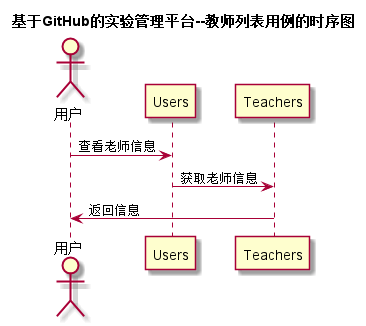 基于GitHub的实验管理平台--教师列表用例的时序图
用户
Users
Teachers
查看老师信息
获取老师信息
返回信息
用户
Users
Teachers